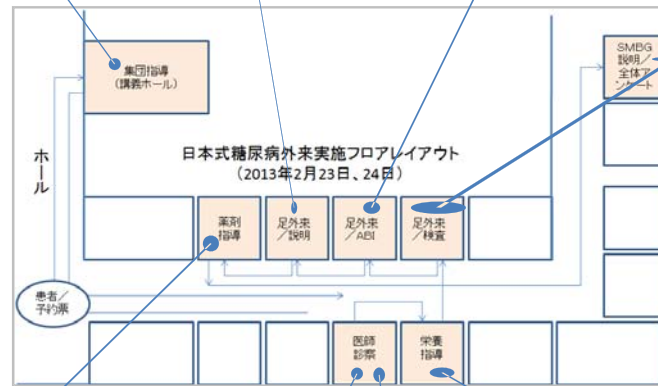 集団指導
(講義ホール)
SMBG
説明/
全体ア
ンケート
ホール
日本式糖尿病外来実施フロアレイアウト
(2013年2月23日、24日)
薬剤
指導
足外来
/説明
足外来
/ABI
足外来
/検査
患者/
予約票
医師
診察
栄養
指導